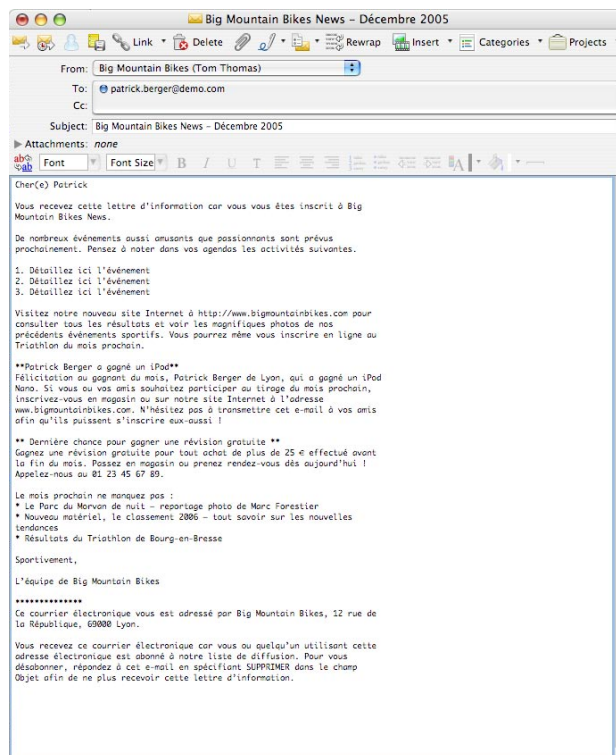 Big Mountain Bikes News – Décembre 2005
Link Delete Rewrap Insert Categories Projects
From: Big Mountain Bikes (Tom Thomas)
To: patrick.berger@demo.com
Cc:
Subject: Big Mountain Bikes News – Décembre 2005
Attachments: none
Font Font Size B I U T
Cher(e) Patrick
Vous recevez cette lettre d'information car vous vous êtes inscrit à Big
Mountain Bikes News.
De nombreux événements aussi amusants que passionnants sont prévus
prochainement. Pensez à noter dans vos agendas les activités suivantes.
1. Détaillez ici l'événement
2. Détaillez ici l'événement
3. Détaillez ici l'événement
Visitez notre nouveau site Internet à http://www.bigmountainbikes.com pour
consulter tous les résultats et voir les magnifiques photos de nos
précédents événements sportifs. Vous pourrez même vous inscrire en ligne au
Triathlon du mois prochain.
**Patrick Berger a gagné un iPod**
Félicitation au gagnant du mois, Patrick Berger de Lyon, qui a gagné un iPod
Nano. Si vous ou vos amis souhaitez participer au tirage du mois prochain,
inscrivez-vous en magasin ou sur notre site Internet à l'adresse
www.bigmountainbikes.com. N'hésitez pas à transmettre cet e-mail à vos amis
afin qu'ils puissent s'inscrire eux-aussi !
** Dernière chance pour gagner une révision gratuite **
Gagnez une révision gratuite pour tout achat de plus de 25 € effectué avant
la fin du mois. Passez en magasin ou prenez rendez-vous dès aujourd'hui !
Appelez-nous au 01 23 45 67 89.
Le mois prochain ne manquez pas :
* Le Parc du Morvan de nuit – reportage photo de Marc Forestier
* Nouveau matériel, le classement 2006 – tout savoir sur les nouvelles
tendances
* Résultats du Triathlon de Bourg-en-Bresse
Sportivement,
L'équipe de Big Mountain Bikes
**************
Ce courrier électronique vous est adressé par Big Mountain Bikes, 12 rue de
la République, 69000 Lyon.
Vous recevez ce courrier électronique car vous ou quelqu'un utilisant cette
adresse électronique est abonné à notre liste de diffusion. Pour vous
désabonner, répondez à cet e-mail en spécifiant SUPPRIMER dans le champ
Objet afin de ne plus recevoir cette lettre d'information.